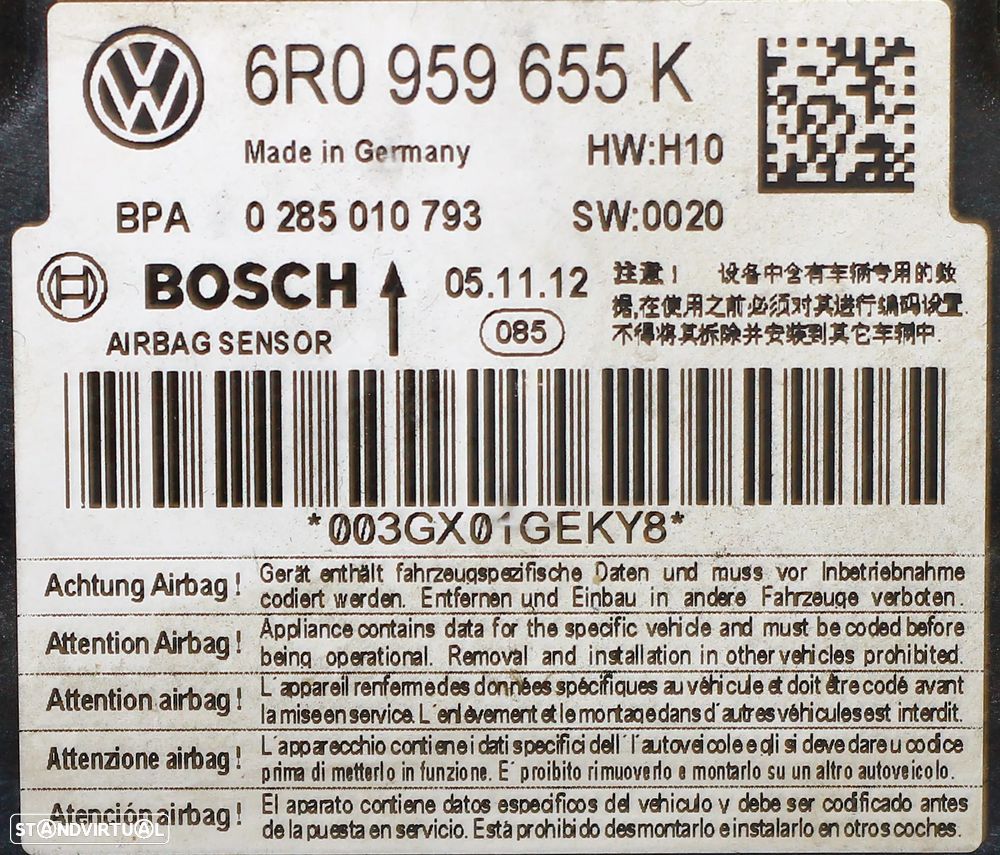 6R0 959 655 K
Made in Germany HW:H10
BPA 0 285 010 793 SW:0020
BOSCH 05.11.12
AIRBAG SENSOR 085
注意！ 设备中含有车辆专用的数
据,在使用之前必须对其进行编码设置.
不得将其拆除并安装到其它车辆中.
*003GX01GEKY8*
Achtung Airbag! Gerät enthält fahrzeugspezifische Daten und muss vor Inbetriebnahme
codiert werden. Entfernen und Einbau in andere Fahrzeuge verboten.
Attention Airbag! Appliance contains data for the specific vehicle and must be coded before
being operational. Removal and installation in other vehicles prohibited.
Attention airbag! L'appareil renferme des données spécifiques au véhicule et doit être codé avant
la mise en service. L'enlèvement et le montage dans d'autres véhicules est interdit.
Attenzione airbag! L'apparecchio contiene i dati specifici dell'l'autoveicolo e gli si deve dare u codice
prima di metterlo in funzione. E' proibito rimuoverlo e montarlo su un altro autoveicolo.
Atención airbag! El aparato contiene datos especificos del vehiculo y debe ser codificado antes
de la puesta en servicio. Está prohibido desmontarlo e instalarlo en otros coches.
STANDVIRTUAL